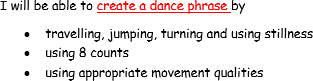 I will be able to create a dance phrase by
• travelling, jumping, turning and using stillness
• using 8 counts
• using appropriate movement qualities